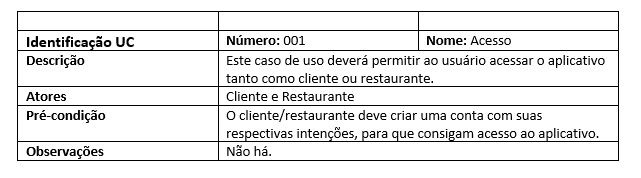 Identificação UC Número: 001 Nome: Acesso
Descrição Este caso de uso deverá permitir ao usuário acessar o aplicativo
tanto como cliente ou restaurante.
Atores Cliente e Restaurante
Pré-condição O cliente/restaurante deve criar uma conta com suas
respectivas intenções, para que consigam acesso ao aplicativo.
Observações Não há.